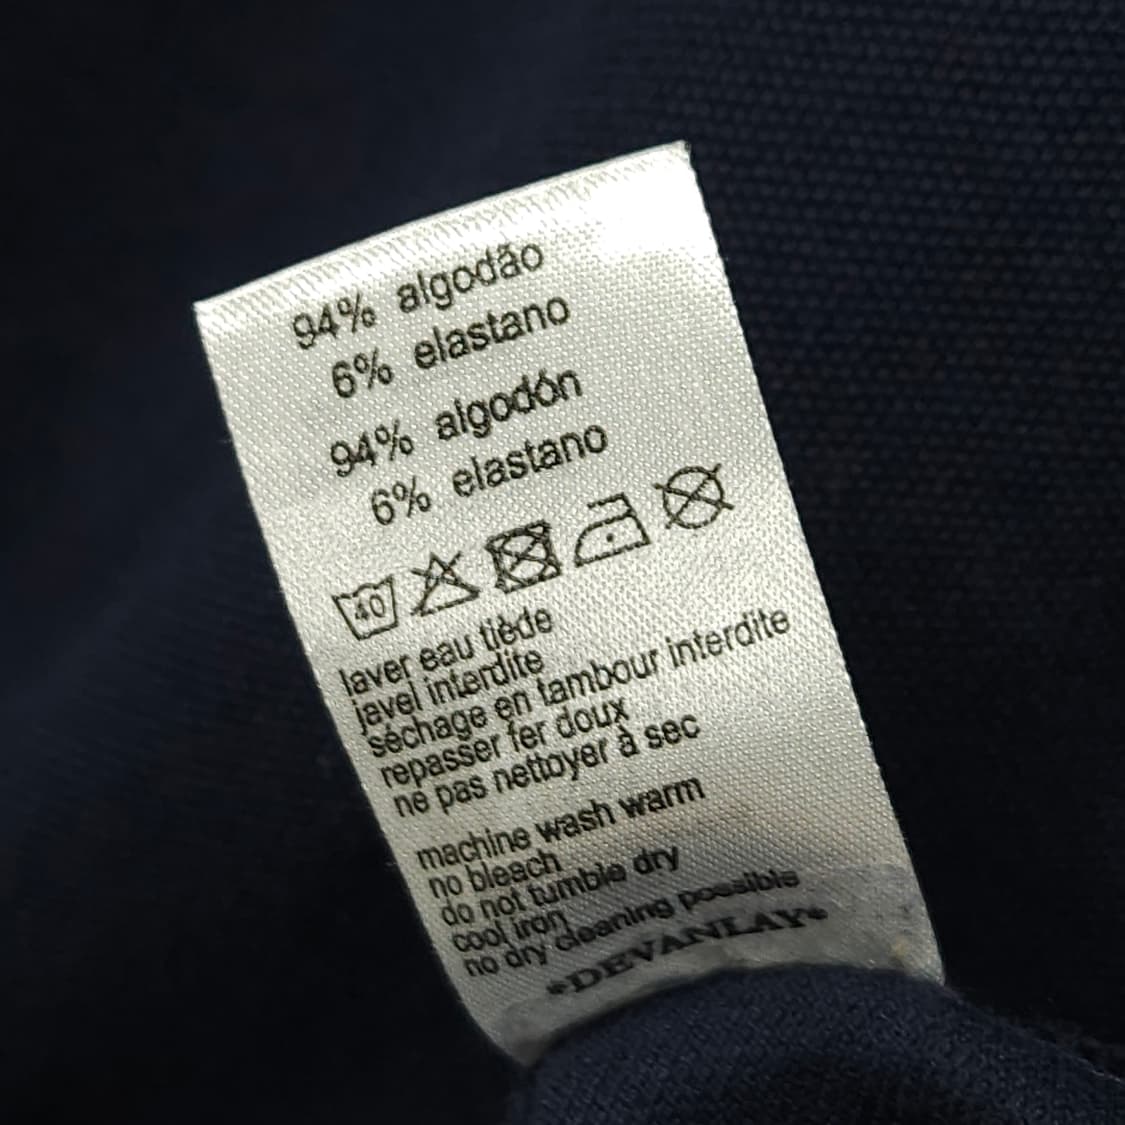 94% algodão
6% elastano
94% algodón
6% elastano
40
laver eau tiède
javel interdite
séchage en tambour interdite
repasser fer doux
ne pas nettoyer à sec
machine wash warm
no bleach
do not tumble dry
cool iron
no dry cleaning possible
*DEVANLAY*